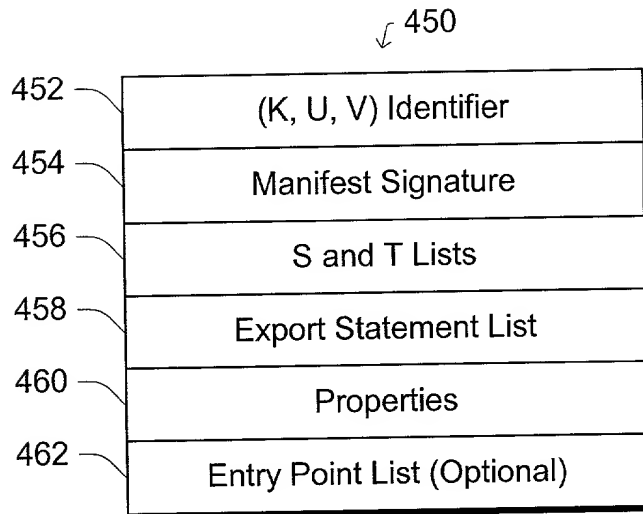 450
452 (K, U, V) Identifier
454 Manifest Signature
456 S and T Lists
458 Export Statement List
460 Properties
462 Entry Point List (Optional)